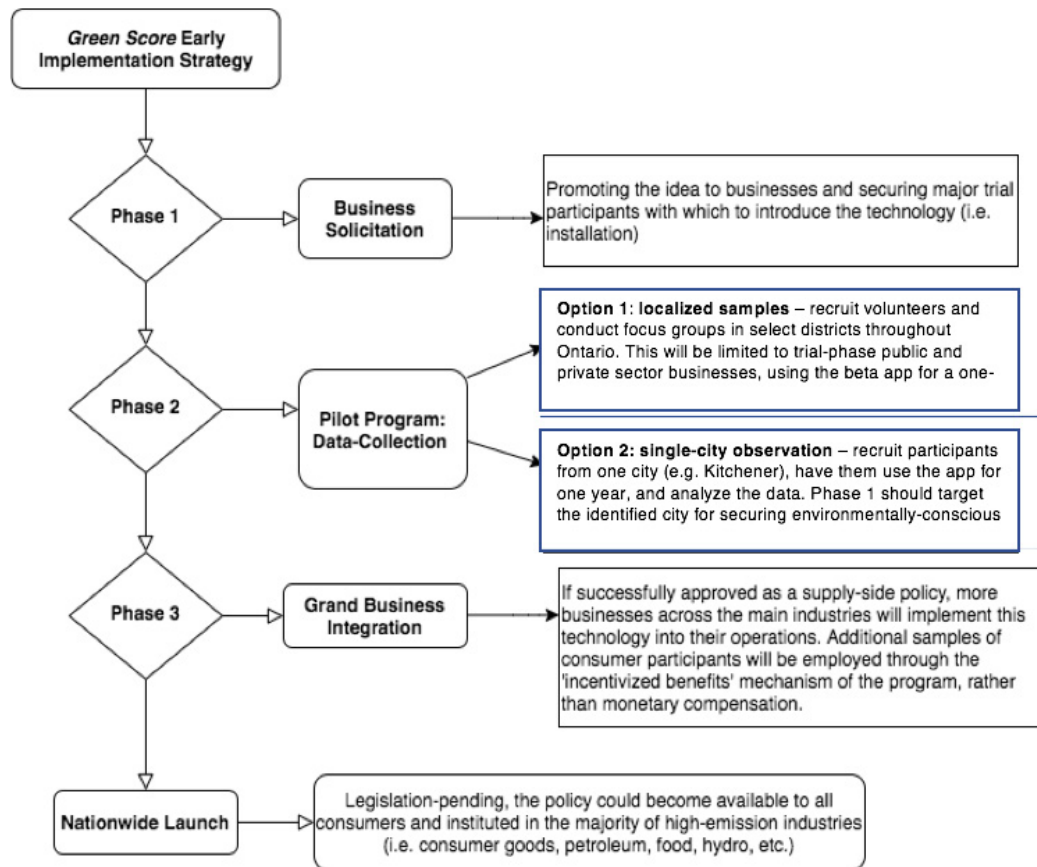 Green Score Early
Implementation Strategy
Phase 1
Business
Solicitation
Promoting the idea to businesses and securing major trial
participants with which to introduce the technology (i.e.
installation)
Phase 2
Pilot Program:
Data-Collection
Option 1: localized samples – recruit volunteers and
conduct focus groups in select districts throughout
Ontario. This will be limited to trial-phase public and
private sector businesses, using the beta app for a one-
Option 2: single-city observation – recruit participants
from one city (e.g. Kitchener), have them use the app for
one year, and analyze the data. Phase 1 should target
the identified city for securing environmentally-conscious
Phase 3
Grand Business
Integration
If successfully approved as a supply-side policy, more
businesses across the main industries will implement this
technology into their operations. Additional samples of
consumer participants will be employed through the
'incentivized benefits' mechanism of the program, rather
than monetary compensation.
Nationwide Launch
Legislation-pending, the policy could become available to all
consumers and instituted in the majority of high-emission industries
(i.e. consumer goods, petroleum, food, hydro, etc.)